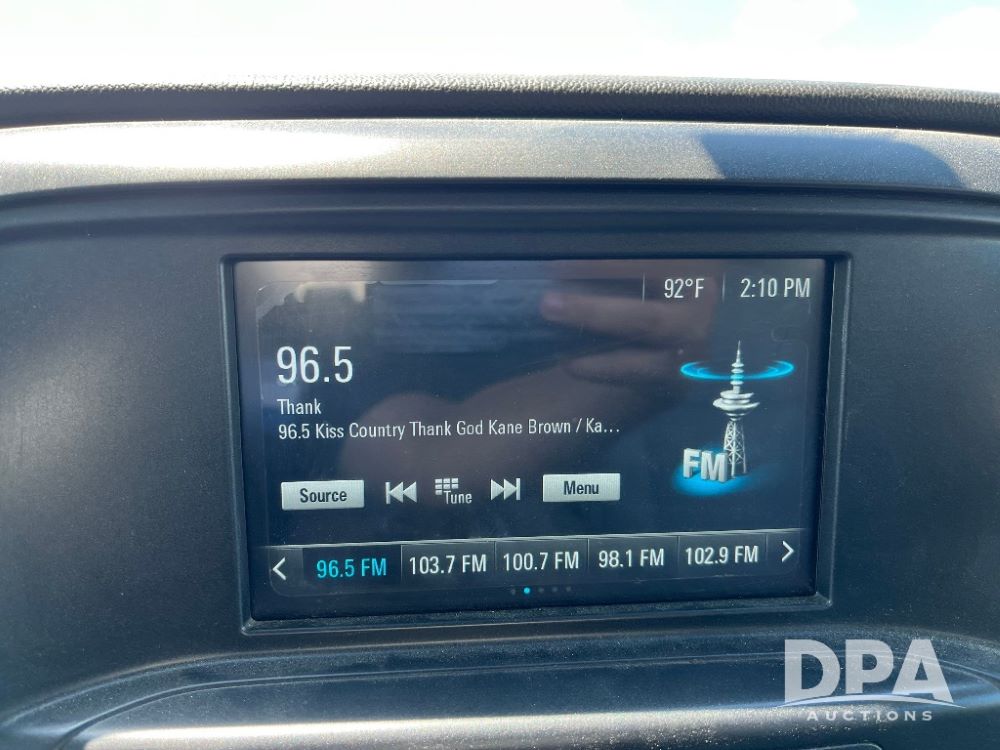 92°F 2:10 PM
96.5
Thank
96.5 Kiss Country Thank God Kane Brown / Ka...
FM
Source Tune Menu
96.5 FM 103.7 FM 100.7 FM 98.1 FM 102.9 FM
DPA
AUCTIONS